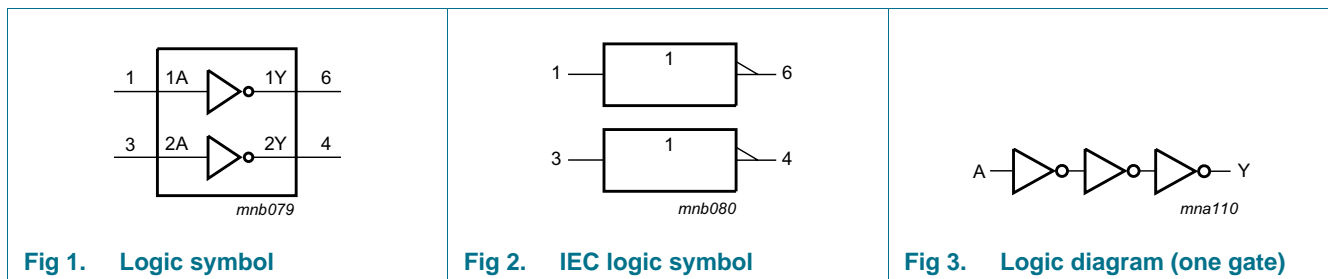 1 1A 1Y 6
3 2A 2Y 4
mnb079
Fig 1. Logic symbol
1 1 6
3 1 4
mnb080
Fig 2. IEC logic symbol
A Y
mna110
Fig 3. Logic diagram (one gate)